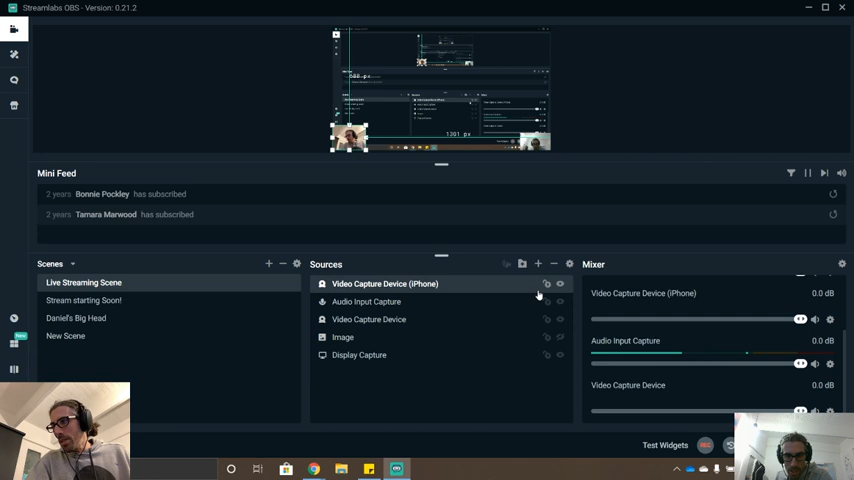 Streamlabs OBS - Version: 0.21.2
1301 px
Mini Feed
2 years Bonnie Pockley has subscribed
2 years Tamara Marwood has subscribed
Scenes
Live Streaming Scene
Stream starting Soon!
Daniel's Big Head
New Scene
Sources
Video Capture Device (iPhone)
Audio Input Capture
Video Capture Device
Image
Display Capture
Mixer
Video Capture Device (iPhone) 0.0 dB
Audio Input Capture 0.0 dB
Video Capture Device 0.0 dB
New
Test Widgets
REC